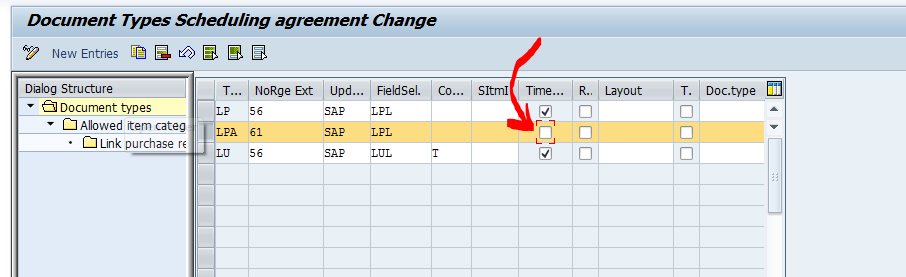 Document Types Scheduling agreement Change
New Entries
Dialog Structure
Document types
Allowed item categ
Link purchase re
T... NoRge Ext Upd... FieldSel. Co... SItmI Time... R.. Layout T. Doc.type
LP 56 SAP LPL
LPA 61 SAP LPL
LU 56 SAP LUL T